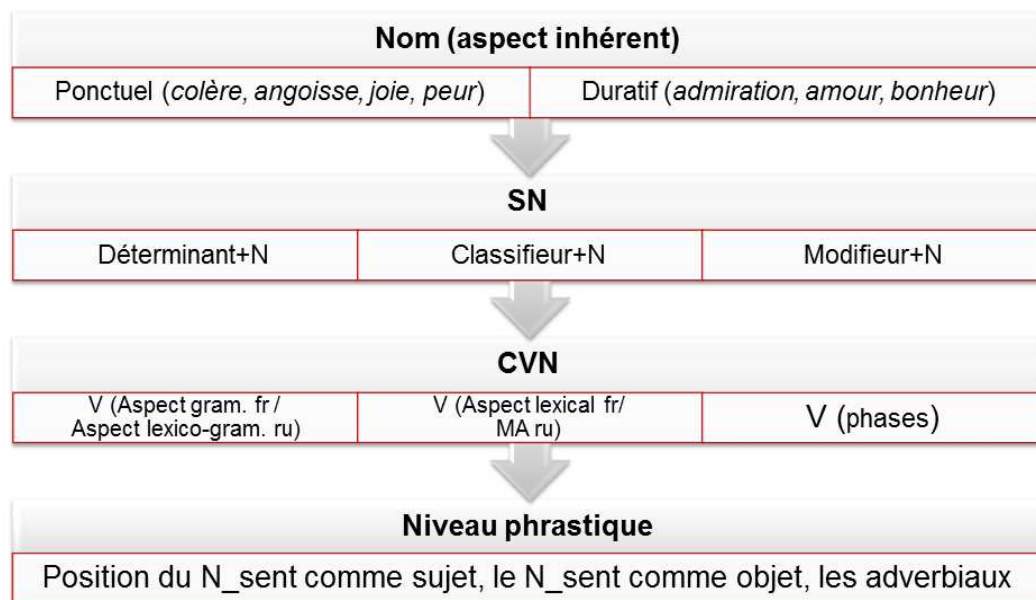 Nom (aspect inhérent)
Ponctuel (colère, angoisse, joie, peur)
Duratif (admiration, amour, bonheur)
SN
Déterminant+N
Classifieur+N
Modifieur+N
CVN
V (Aspect gram. fr /
Aspect lexico-gram. ru)
V (Aspect lexical fr/
MA ru)
V (phases)
Niveau phrastique
Position du N_sent comme sujet, le N_sent comme objet, les adverbiaux